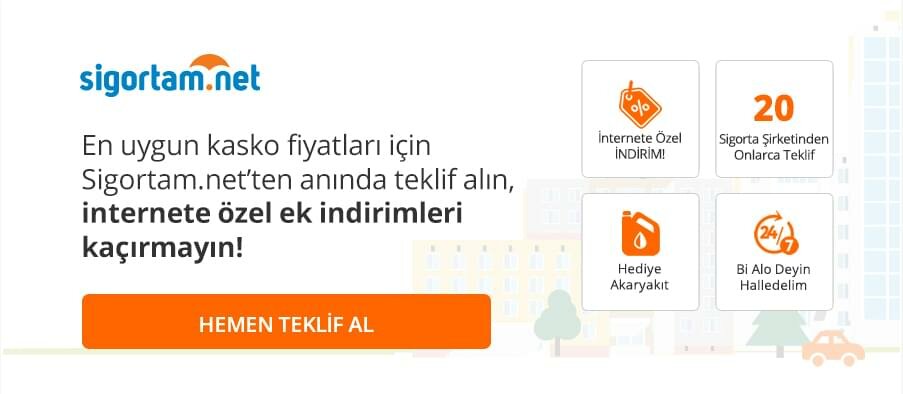 sigortam.net
En uygun kasko fiyatları için
Sigortam.net'ten anında teklif alın,
internete özel ek indirimleri
kaçırmayın!
HEMEN TEKLİF AL
%
İnternete Özel
İNDİRİM!
20
Sigorta Şirketinden
Onlarca Teklif
Hediye
Akaryakıt
24/7
Bi Alo Deyin
Halledelim